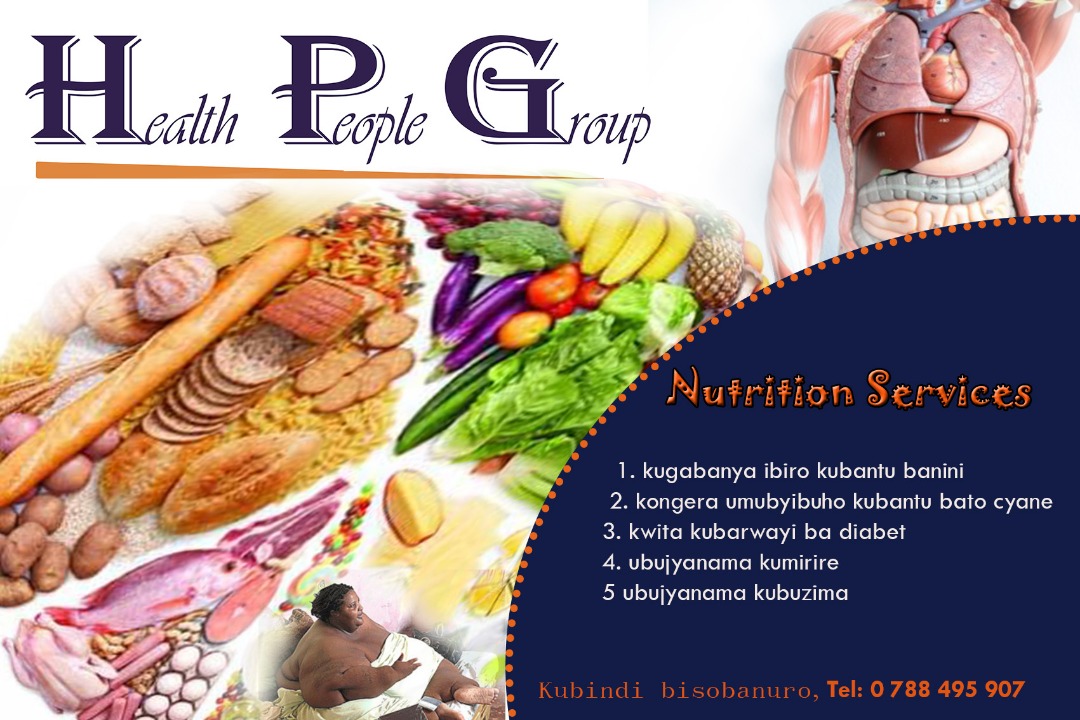 Health People Group
Nutrition Services
1. kugabanya ibiro kubantu banini
2. kongera umubyibuho kubantu bato cyane
3. kwita kubarwayi ba diabet
4. ubujyanama kumirire
5 ubujyanama kubuzima
Kubindi bisobanuro, Tel: 0 788 495 907